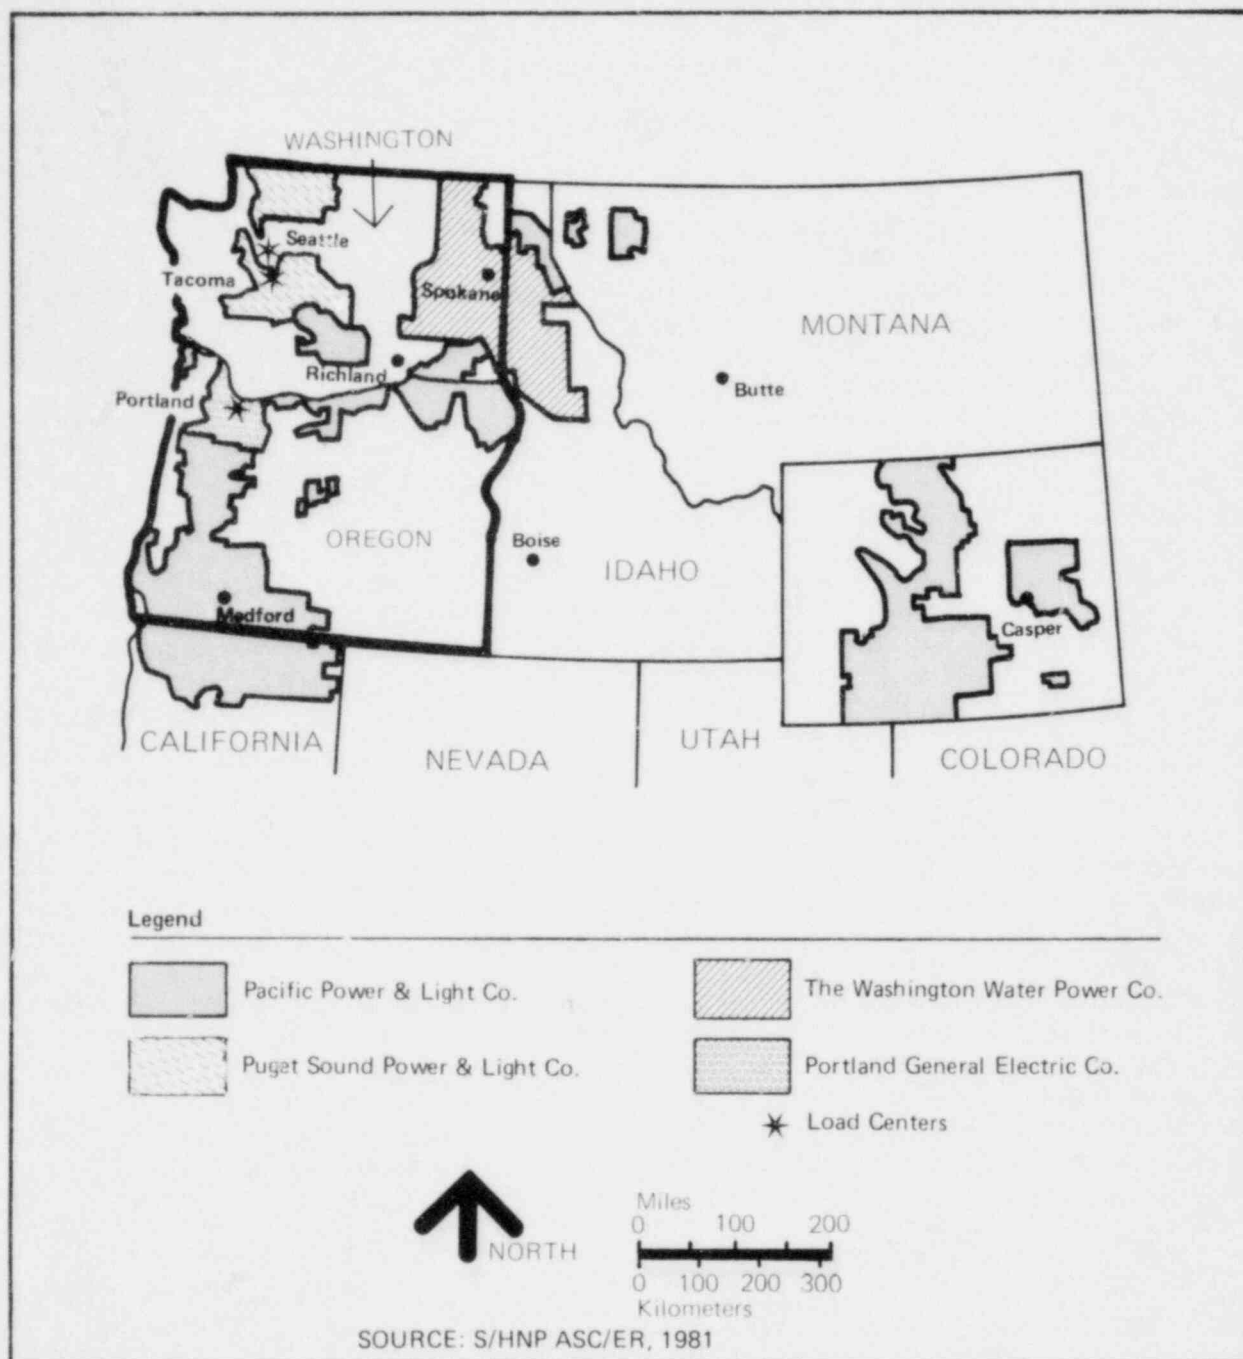 WASHINGTON
Seattle
Tacoma
Spokane
MONTANA
Richland
Butte
Portland
OREGON
Boise
IDAHO
Medford
Casper
CALIFORNIA
NEVADA
UTAH
COLORADO
Legend
Pacific Power & Light Co.
The Washington Water Power Co.
Puget Sound Power & Light Co.
Portland General Electric Co.
Load Centers
Miles
0 100 200
NORTH
0 100 200 300
Kilometers
SOURCE: S/HNP ASC/ER, 1981